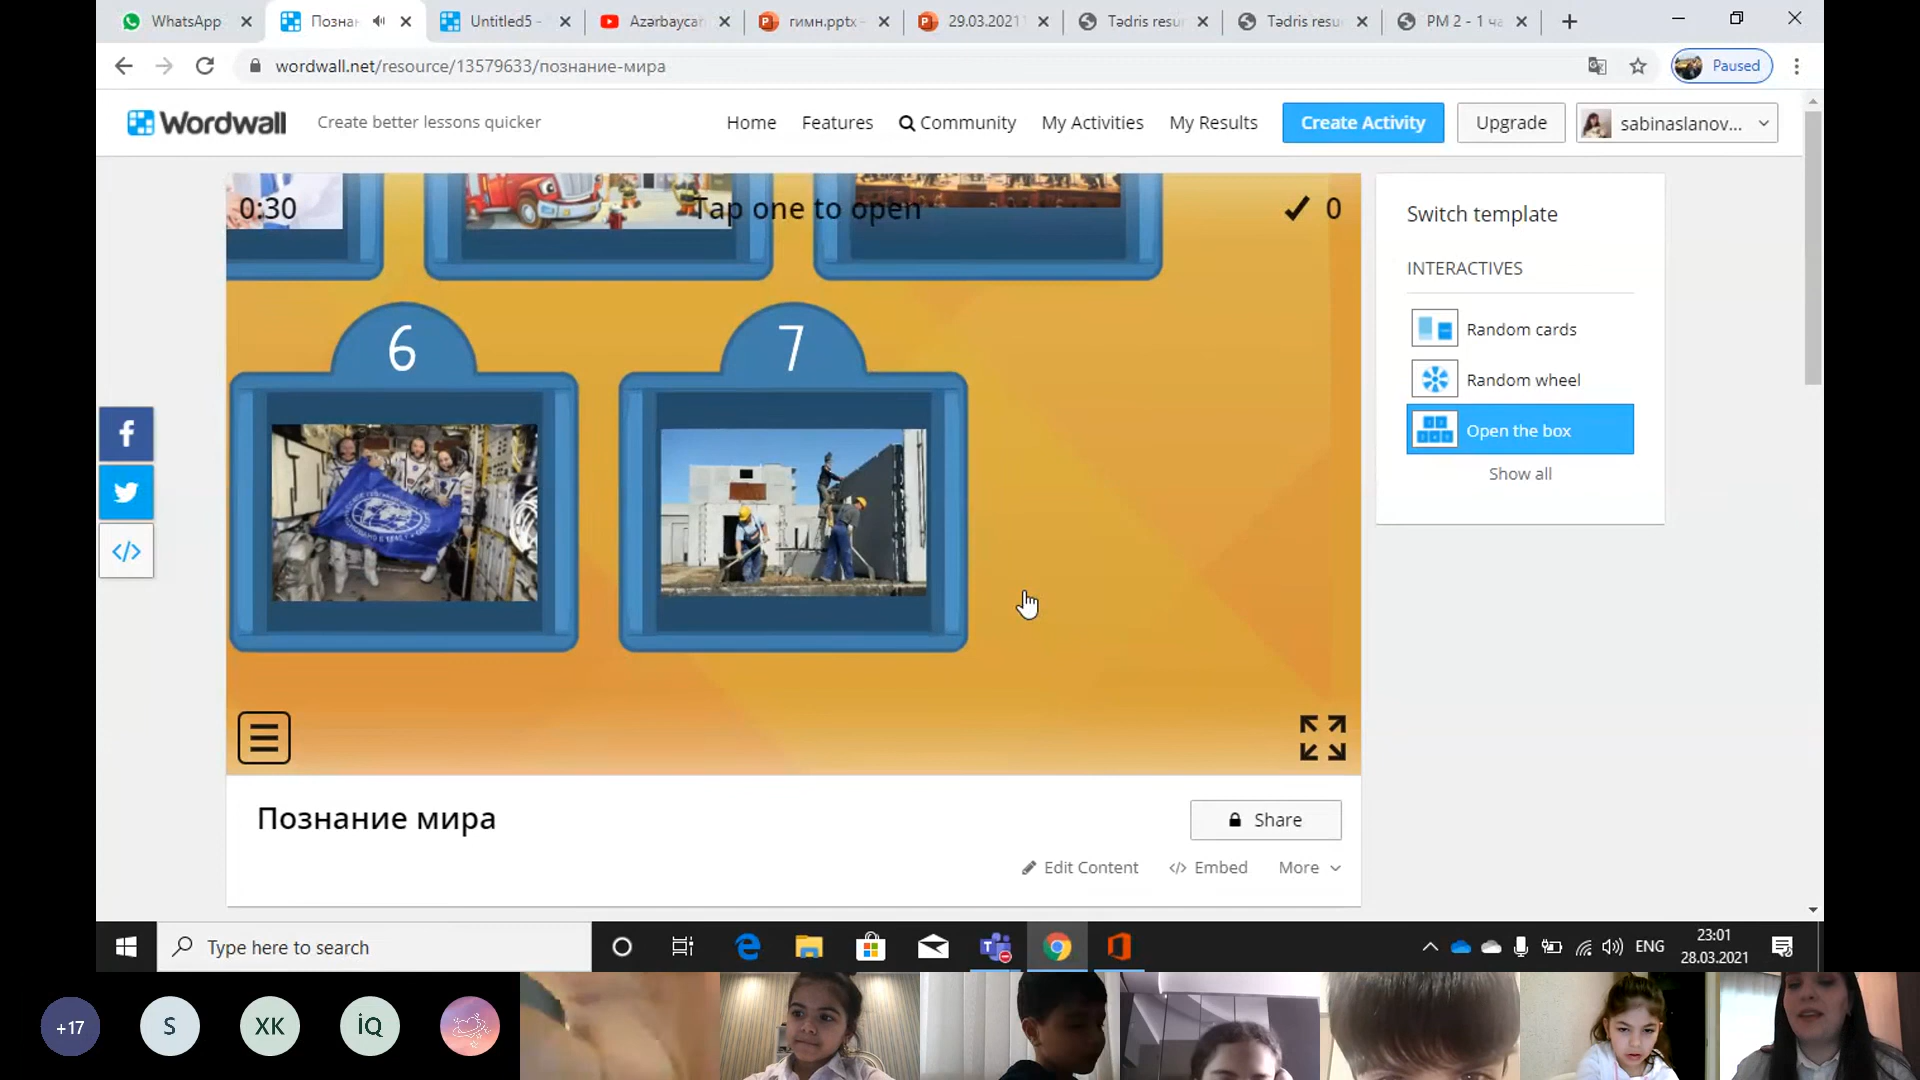 WhatsApp
Познан
Untitled5 -
Azərbaycan
гимн.pptx -
29.03.2021
Tədris resu
Tədris resu
PM 2 - 1 ча
wordwall.net/resource/13579633/познание-мира
Paused
Wordwall
Create better lessons quicker
Home
Features
Community
My Activities
My Results
Create Activity
Upgrade
sabinaslanov...
0:30
Tap one to open
0
Switch template
INTERACTIVES
Random cards
Random wheel
Open the box
Show all
6
7
Познание мира
Share
Edit Content
Embed
More
Type here to search
ENG
23:01
28.03.2021
+17
S
XK
İQ